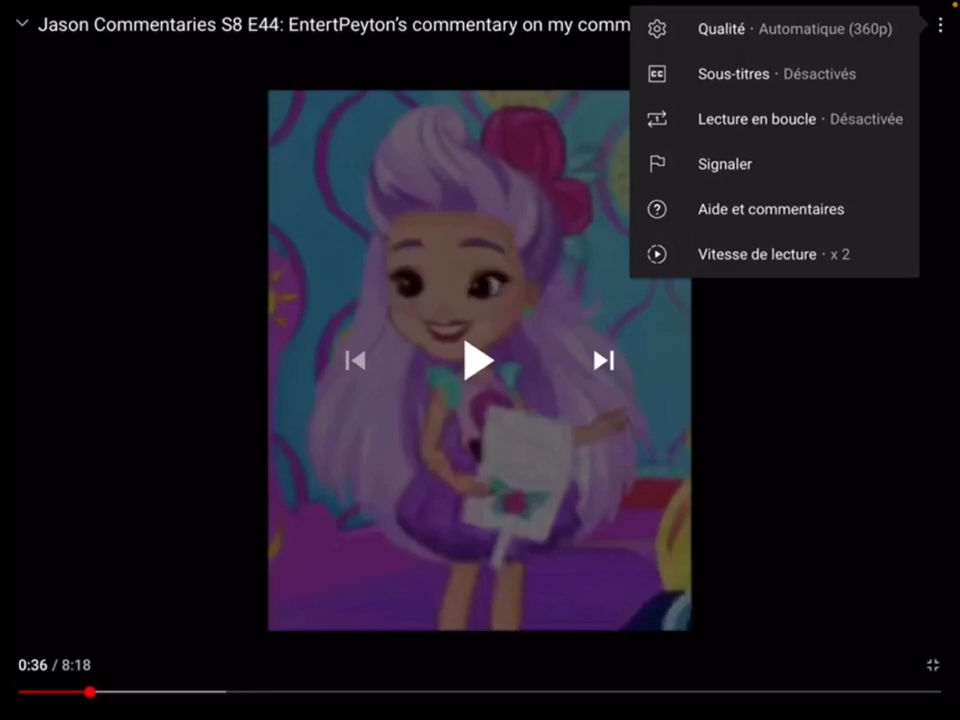 Jason Commentaries S8 E44: EntertPeyton’s commentary on my comm
Qualité · Automatique (360p)
Sous-titres · Désactivés
Lecture en boucle · Désactivée
Signaler
Aide et commentaires
Vitesse de lecture · x 2
0:36 / 8:18